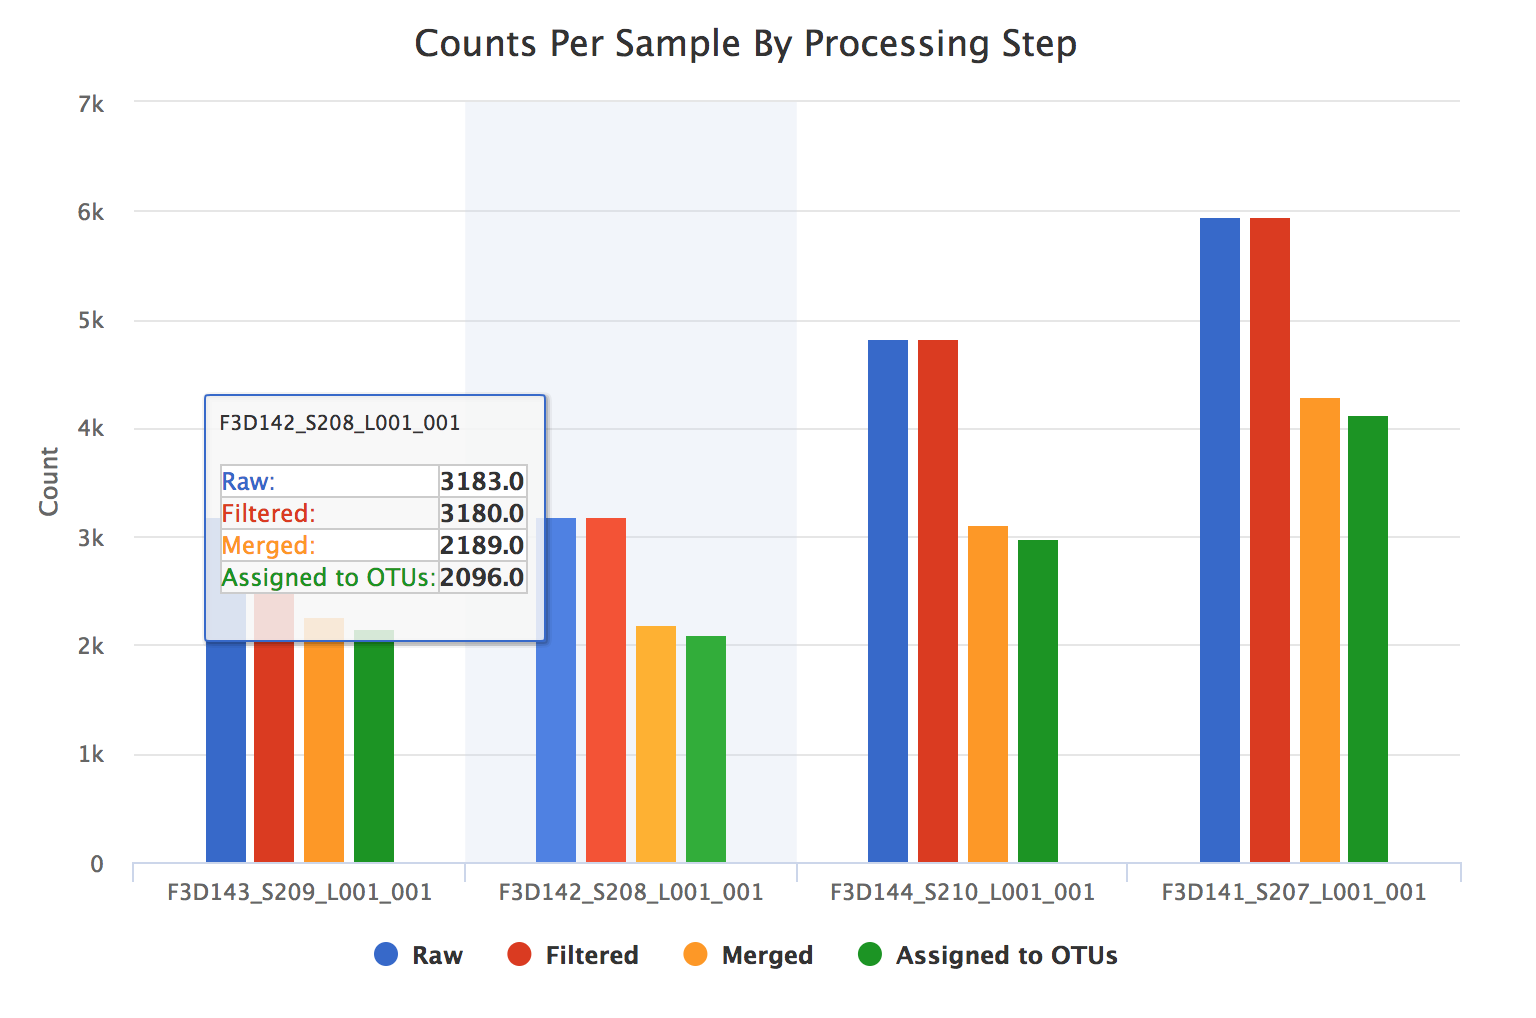 Counts Per Sample By Processing Step
7k
6k
5k
4k
3k
2k
1k
0
Count
F3D142_S208_L001_001
Raw: 3183.0
Filtered: 3180.0
Merged: 2189.0
Assigned to OTUs: 2096.0
F3D143_S209_L001_001 F3D142_S208_L001_001 F3D144_S210_L001_001 F3D141_S207_L001_001
Raw Filtered Merged Assigned to OTUs